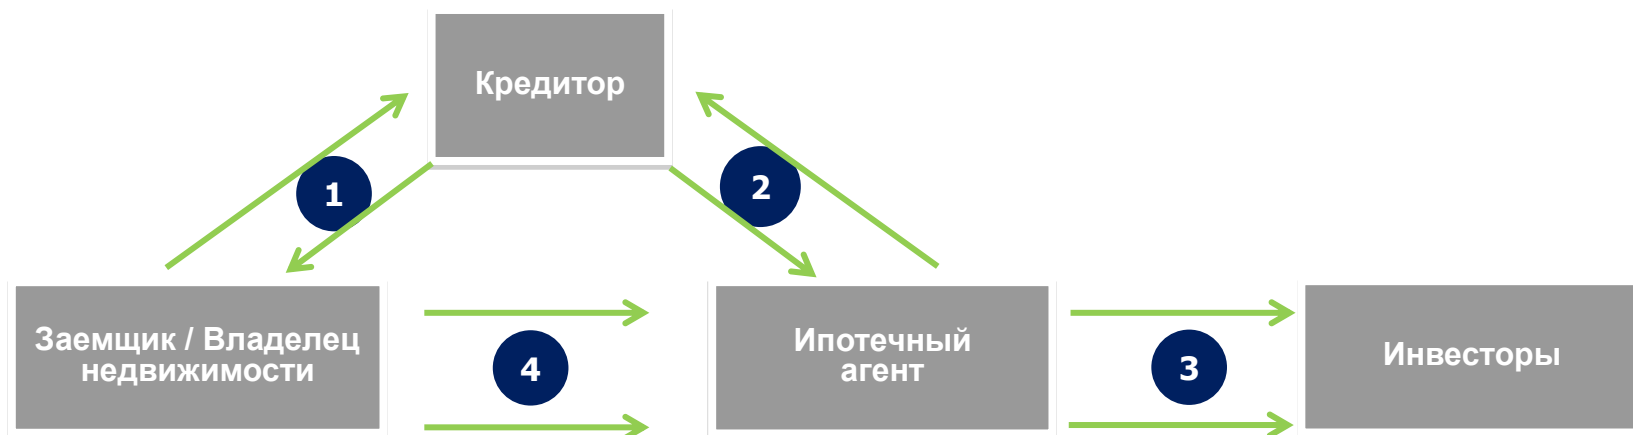 Кредитор
1
2
Заемщик / Владелец
недвижимости
4
Ипотечный
агент
3
Инвесторы